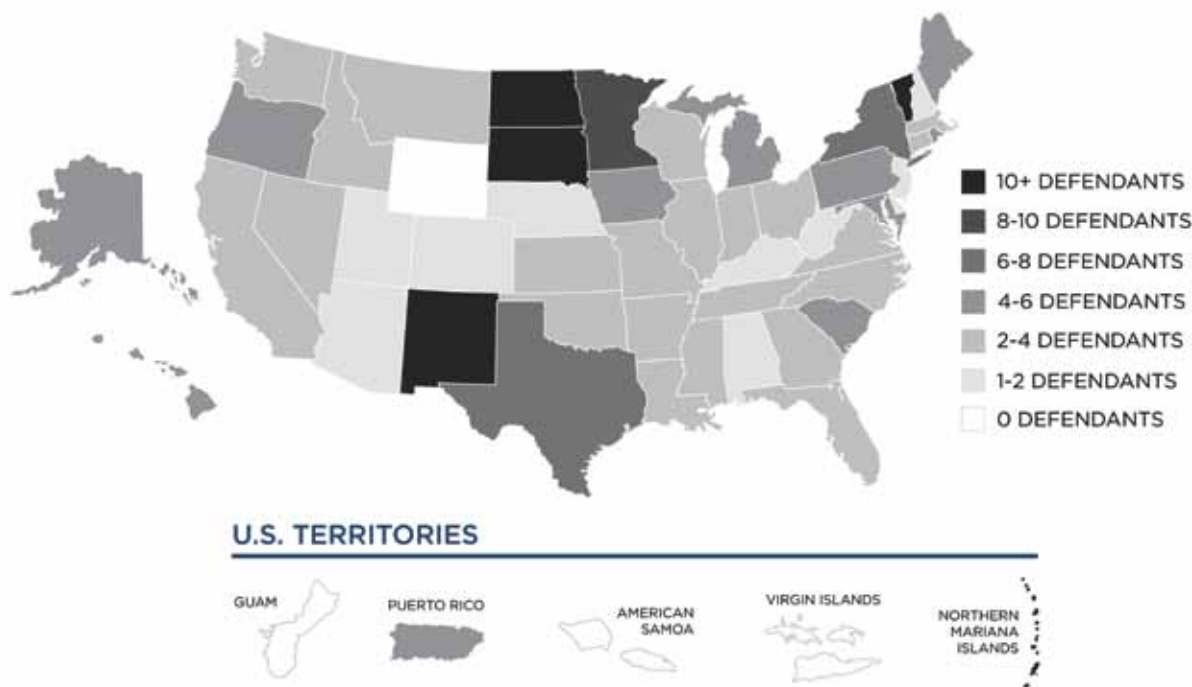 10+ DEFENDANTS
8-10 DEFENDANTS
6-8 DEFENDANTS
4-6 DEFENDANTS
2-4 DEFENDANTS
1-2 DEFENDANTS
0 DEFENDANTS
U.S. TERRITORIES
GUAM
PUERTO RICO
AMERICAN
SAMOA
VIRGIN ISLANDS
NORTHERN
MARIANA
ISLANDS